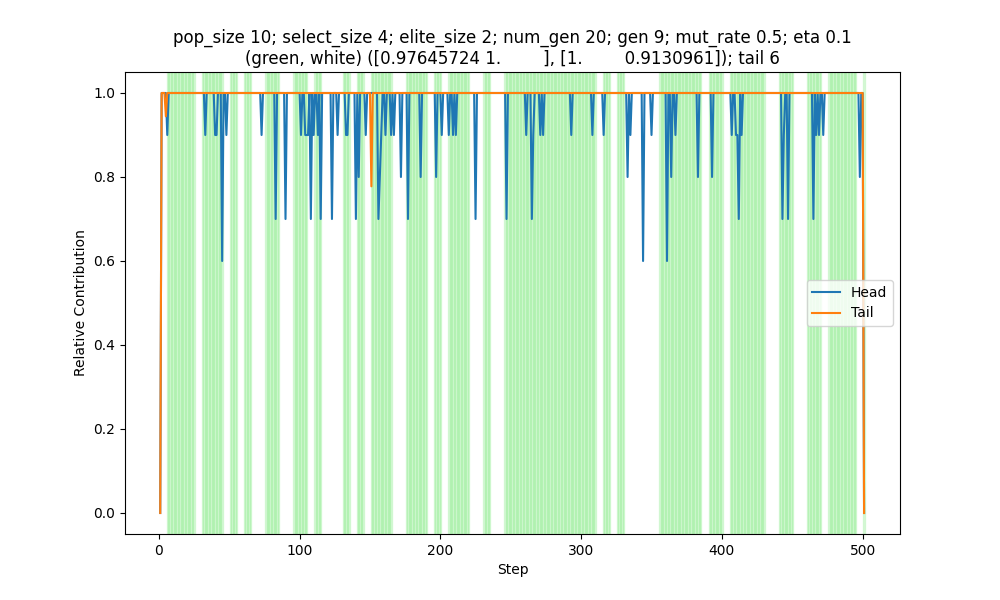 pop_size 10; select_size 4; elite_size 2; num_gen 20; gen 9; mut_rate 0.5; eta 0.1
(green, white) ([0.97645724 1.        ], [1.        0.9130961]); tail 6
1.0
0.8
0.6
0.4
0.2
0.0
Relative Contribution
Head
Tail
0
100
200
300
400
500
Step